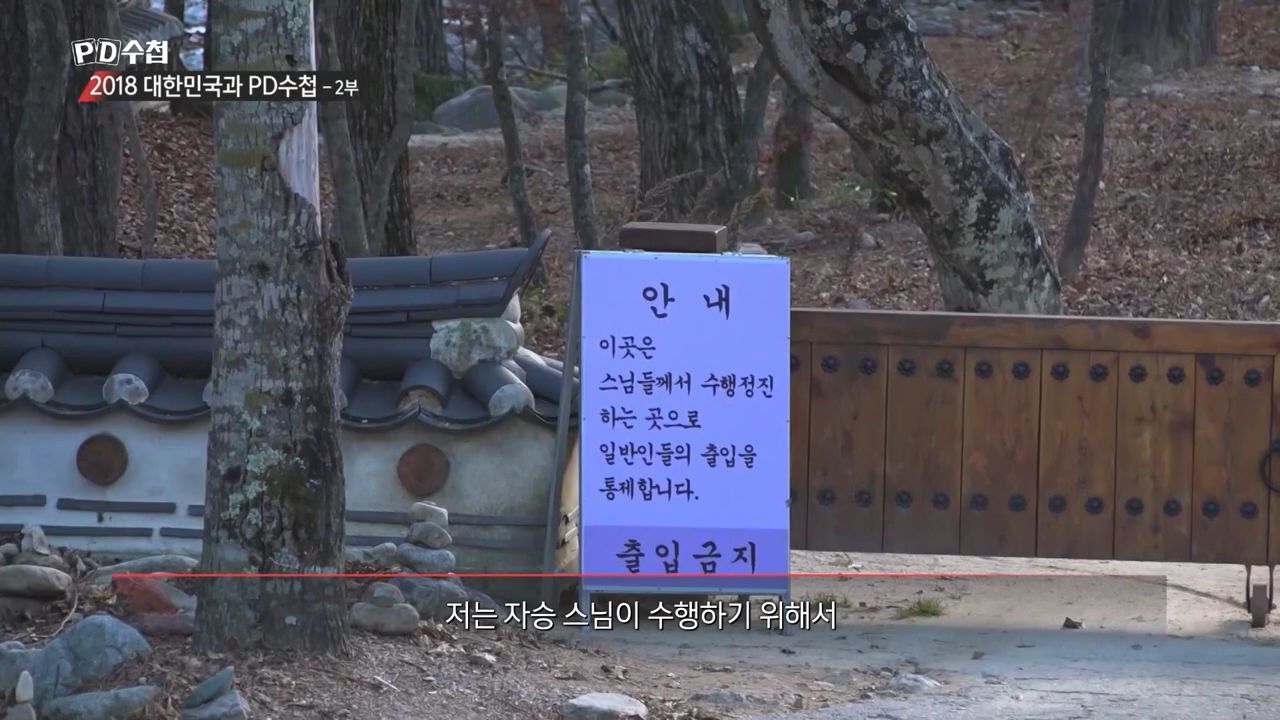 PD수첩
2018 대한민국과 PD수첩 - 2부
안 내
이곳은
스님들께서 수행정진
하는 곳으로
일반인들의 출입을
통제합니다.
출입금지
저는 자승 스님이 수행하기 위해서